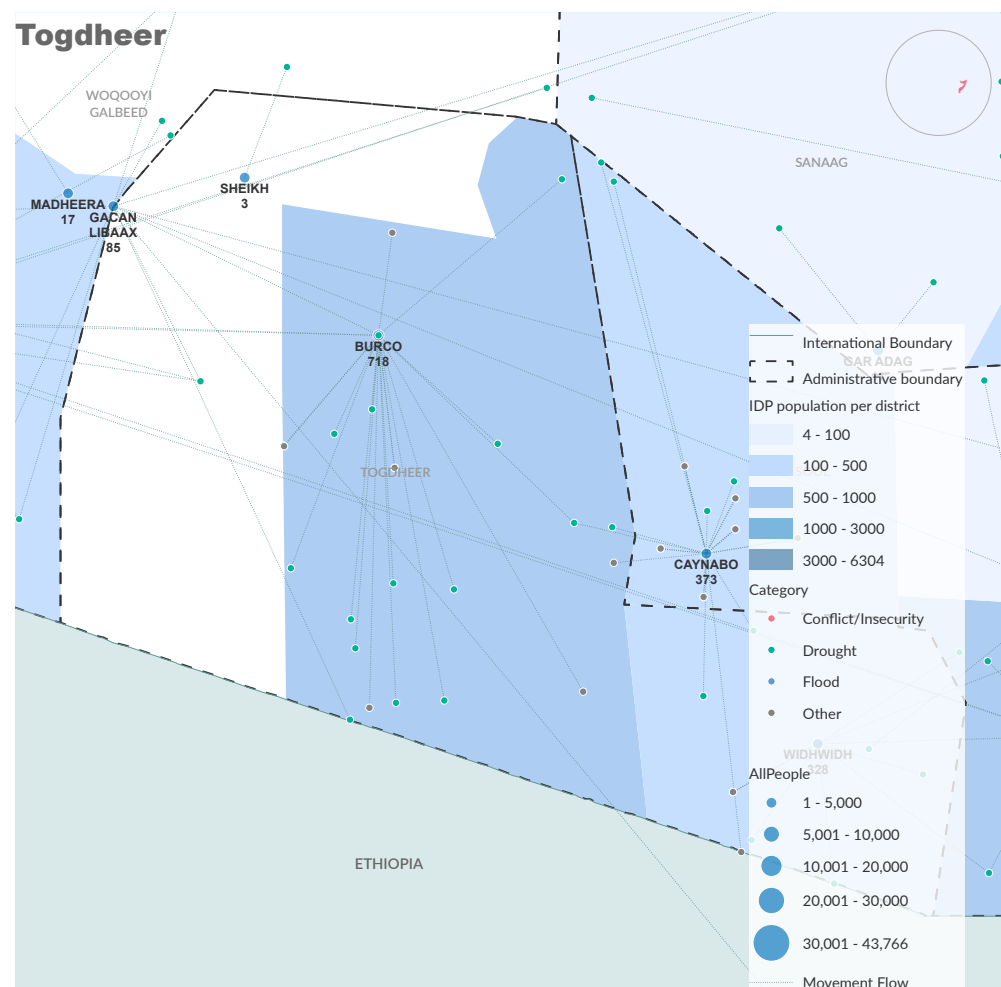 Togdheer
WOQOOYI
GALBEED
SANAAG
SHEIKH
3
MADHEERA
17
GACAN
LIBAAX
85
BURCO
718
TOGDHEER
CAYNABO
373
GAR ADAG
WIDHWIDH
328
ETHIOPIA
International Boundary
Administrative boundary
IDP population per district
4 - 100
100 - 500
500 - 1000
1000 - 3000
3000 - 6304
Category
Conflict/Insecurity
Drought
Flood
Other
AllPeople
1 - 5,000
5,001 - 10,000
10,001 - 20,000
20,001 - 30,000
30,001 - 43,766
Movement Flow